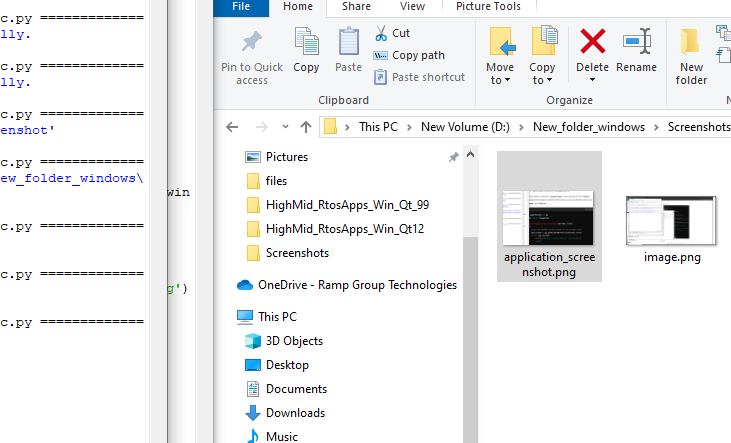 c.py =============
lly.
c.py =============
lly.
c.py =============
enshot'
c.py =============
ew_folder_windows\
c.py =============
c.py =============
c.py =============
win
g')
File Home Share View Picture Tools
Pin to Quick access
Copy
Paste
Cut
Copy path
Paste shortcut
Clipboard
Move to
Copy to
Delete
Rename
Organize
New folder
N
This PC > New Volume (D:) > New_folder_windows > Screenshots
Pictures
files
HighMid_RtosApps_Win_Qt_99
HighMid_RtosApps_Win_Qt12
Screenshots
OneDrive - Ramp Group Technologies
This PC
3D Objects
Desktop
Documents
Downloads
Music
application_scree
nshot.png
image.png